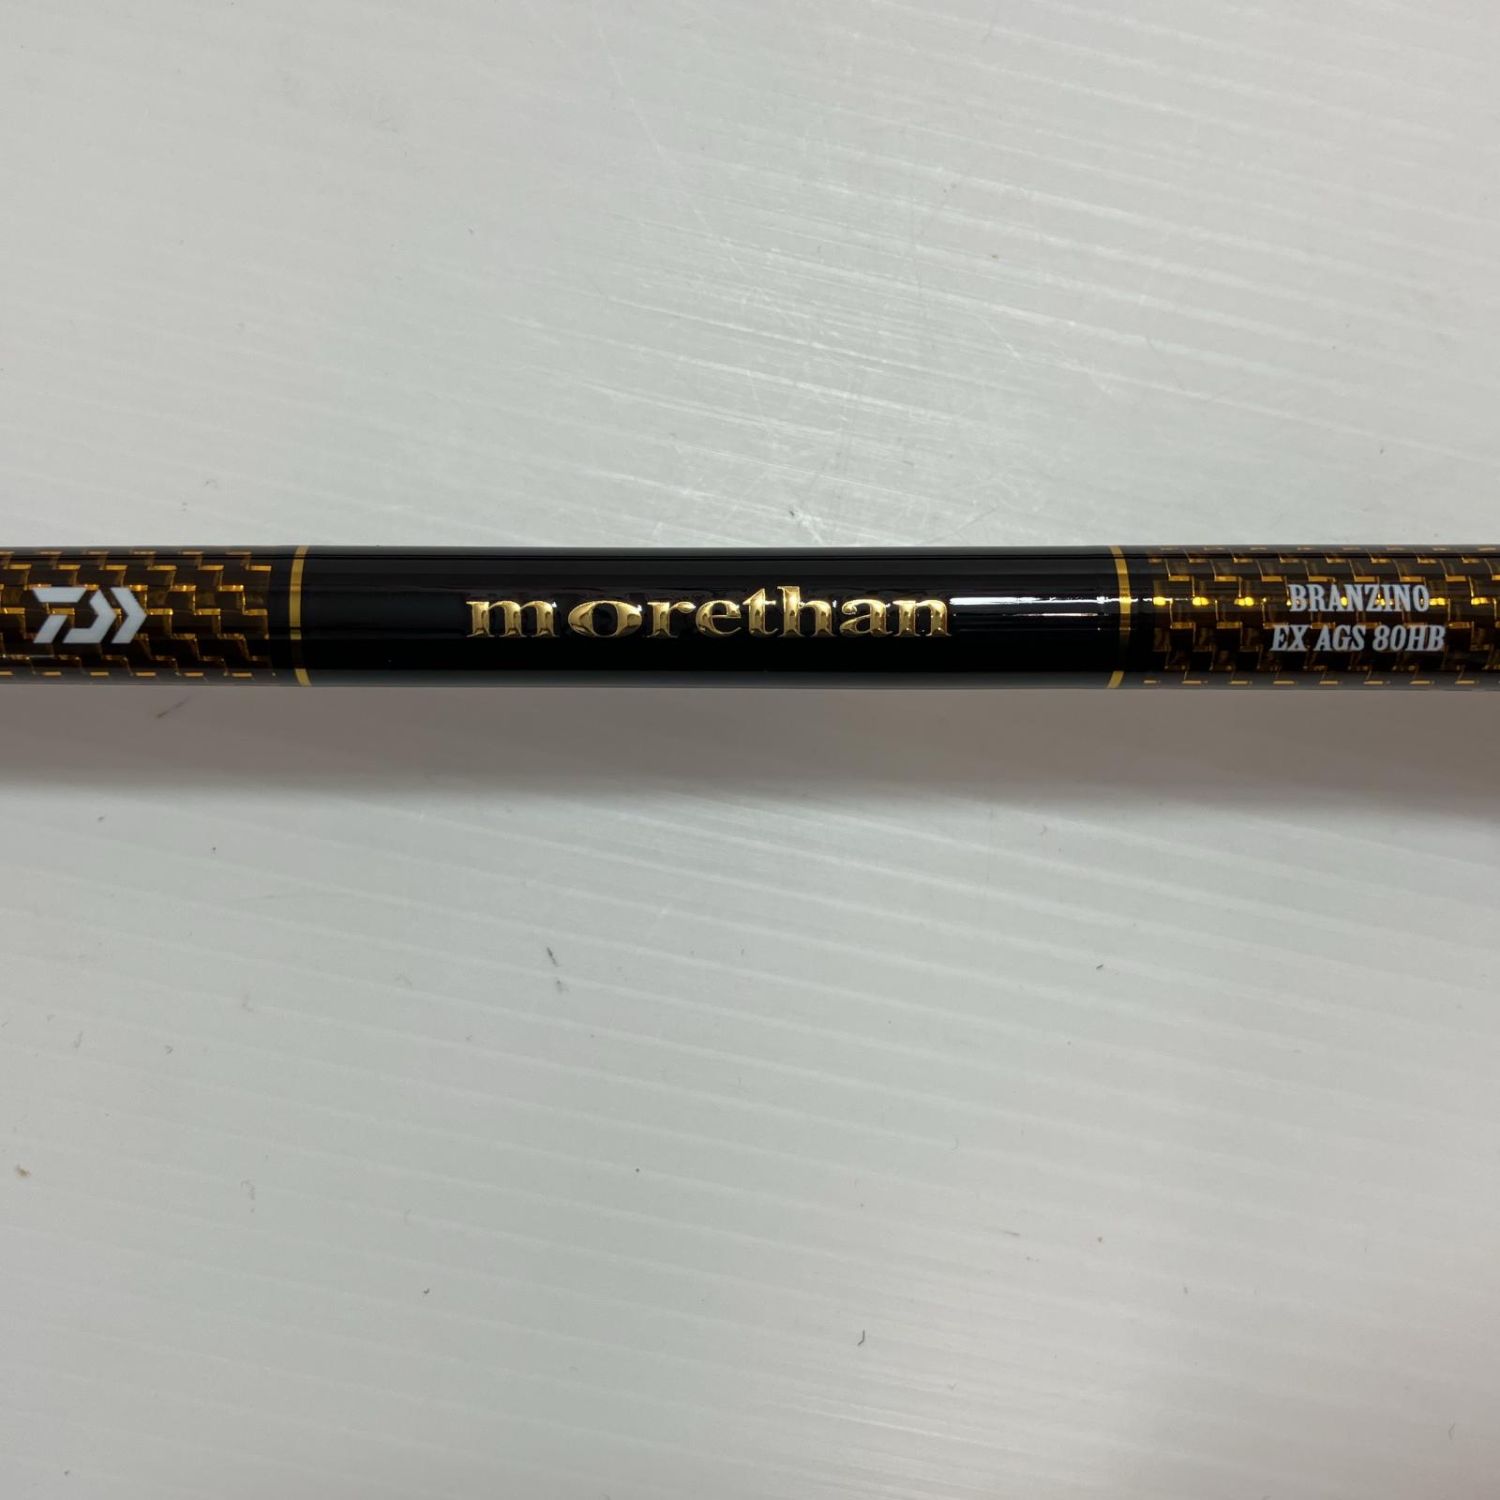 morethan
BRANZINO
EX AGS 80HB